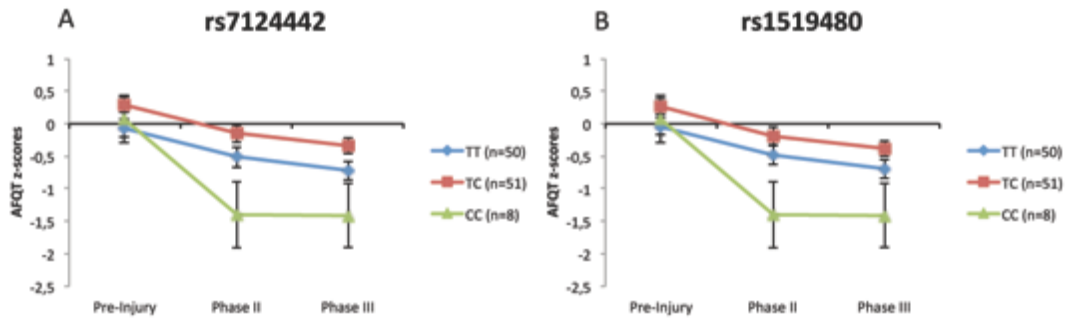 A
rs7124442
1
0,5
0
-0,5
-1
-1,5
-2
-2,5
AFQT z-scores
Pre-Injury
Phase II
Phase III
TT (n=50)
TC (n=51)
CC (n=8)
B
rs1519480
1
0,5
0
-0,5
-1
-1,5
-2
-2,5
AFQT z-scores
Pre-Injury
Phase II
Phase III
TT (n=50)
TC (n=51)
CC (n=8)